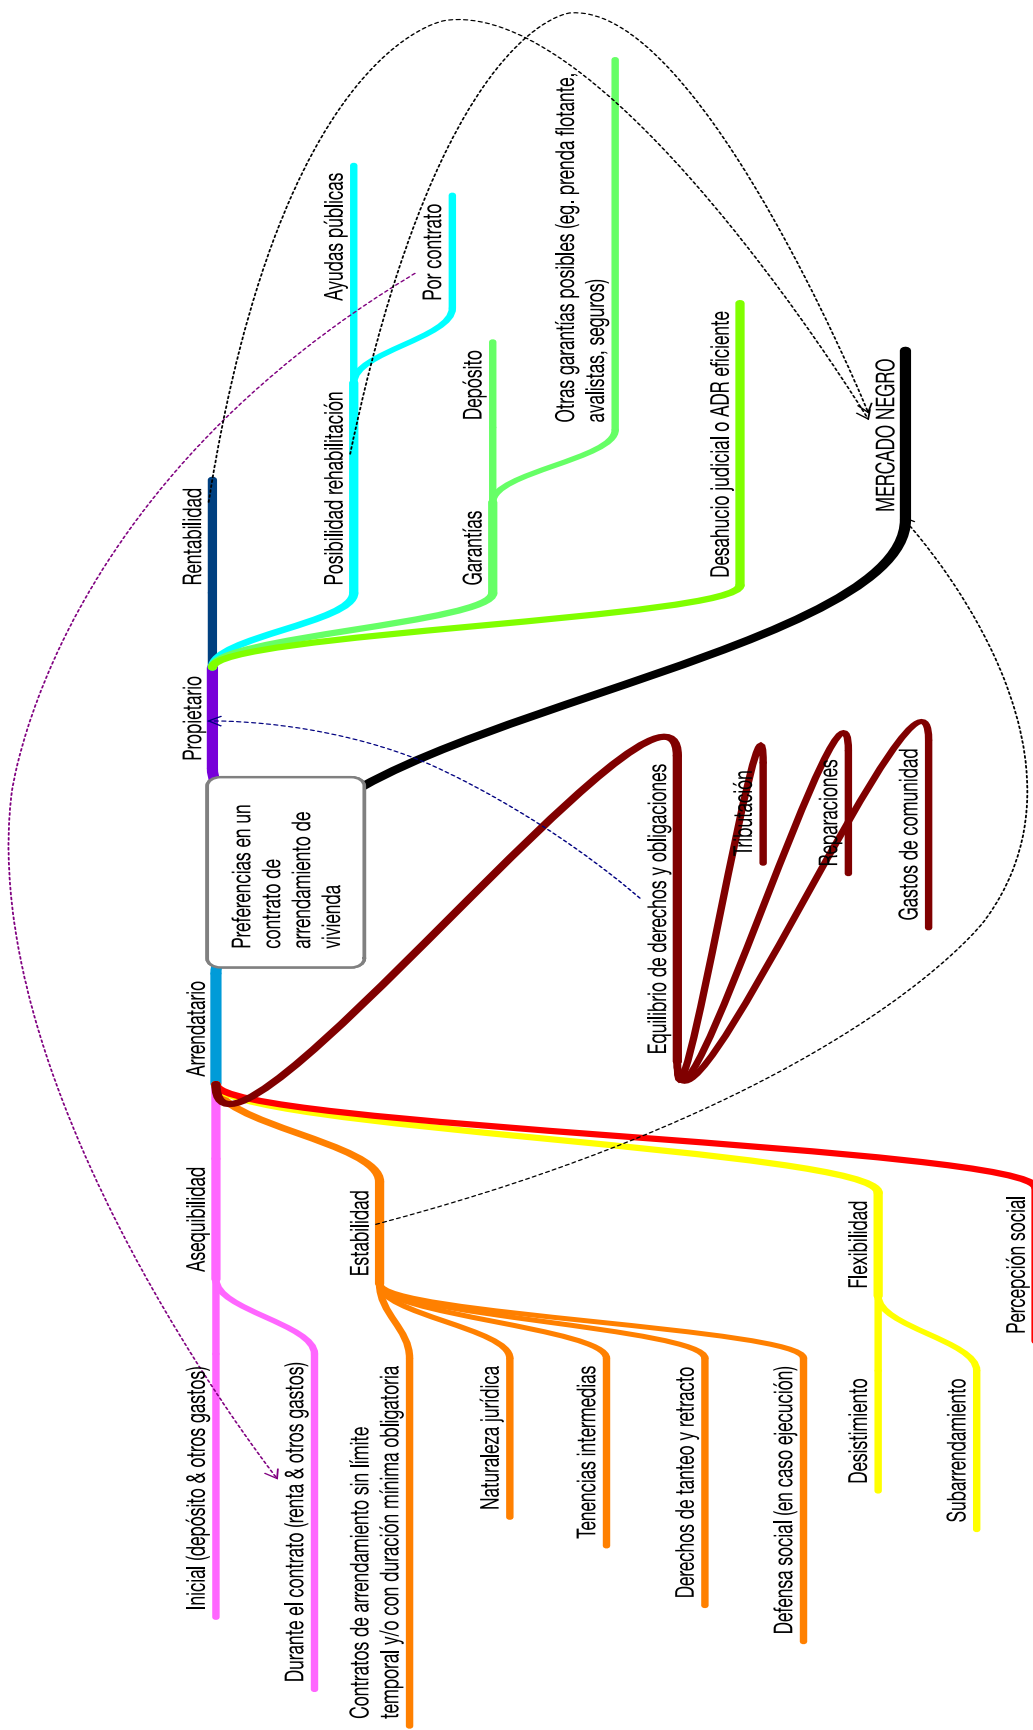 Preferencias en un
contrato de
arrendamiento de
vivienda
Arrendatario
Asequibilidad
Inicial (depósito & otros gastos)
Durante el contrato (renta & otros gastos)
Estabilidad
Contratos de arrendamiento sin límite
temporal y/o con duración mínima obligatoria
Naturaleza jurídica
Tenencias intermedias
Derechos de tanteo y retracto
Defensa social (en caso ejecución)
Equilibrio de derechos y obligaciones
Tributación
Reparaciones
Gastos de comunidad
Flexibilidad
Desistimiento
Subarrendamiento
Percepción social
Propietario
Rentabilidad
Posibilidad rehabilitación
Ayudas públicas
Por contrato
Garantías
Depósito
Otras garantías posibles (eg. prenda flotante,
avalistas, seguros)
Desahucio judicial o ADR eficiente
MERCADO NEGRO